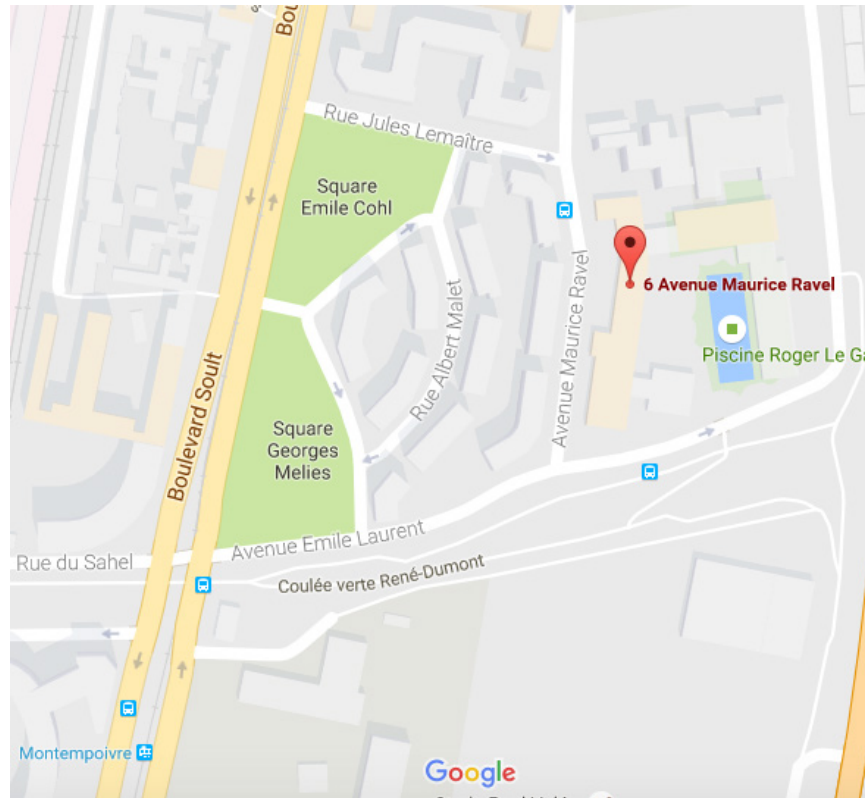 Bou
Rue Jules Lemaître
Square
Emile Cohl
6 Avenue Maurice Ravel
Avenue Maurice Ravel
Rue Albert Malet
Piscine Roger Le Ga
Boulevard Soult
Square
Georges
Melies
Avenue Emile Laurent
Rue du Sahel
Coulée verte René-Dumont
Montempoivre
Google